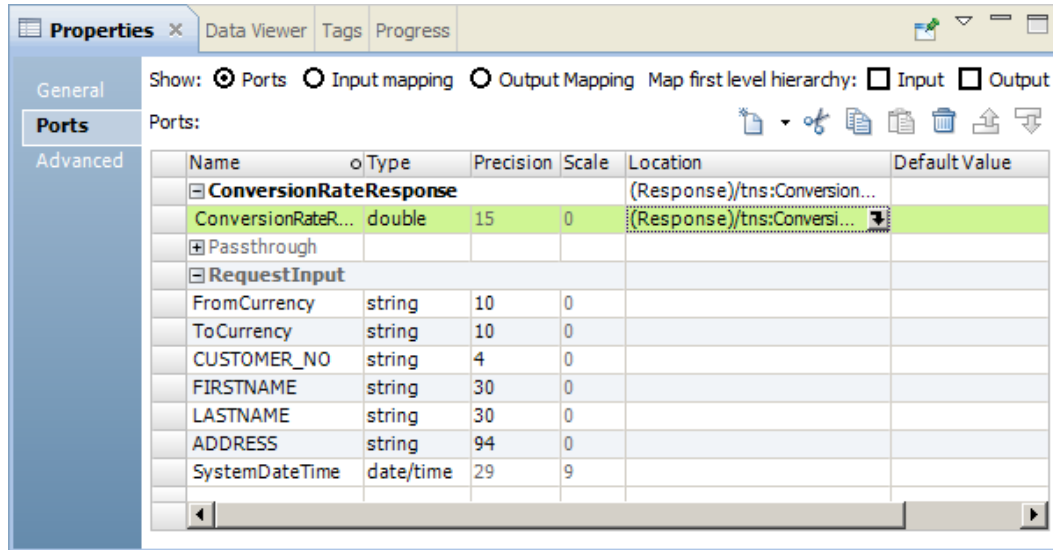 Properties Data Viewer Tags Progress
General
Ports
Advanced
Show: Ports Input mapping Output Mapping Map first level hierarchy: Input Output
Ports:
Name Type Precision Scale Location Default Value
ConversionRateResponse (Response)/tns:Conversion...
ConversionRateR... double 15 0 (Response)/tns:Conversi...
Passthrough
RequestInput
FromCurrency string 10 0
ToCurrency string 10 0
CUSTOMER_NO string 4 0
FIRSTNAME string 30 0
LASTNAME string 30 0
ADDRESS string 94 0
SystemDateTime date/time 29 9